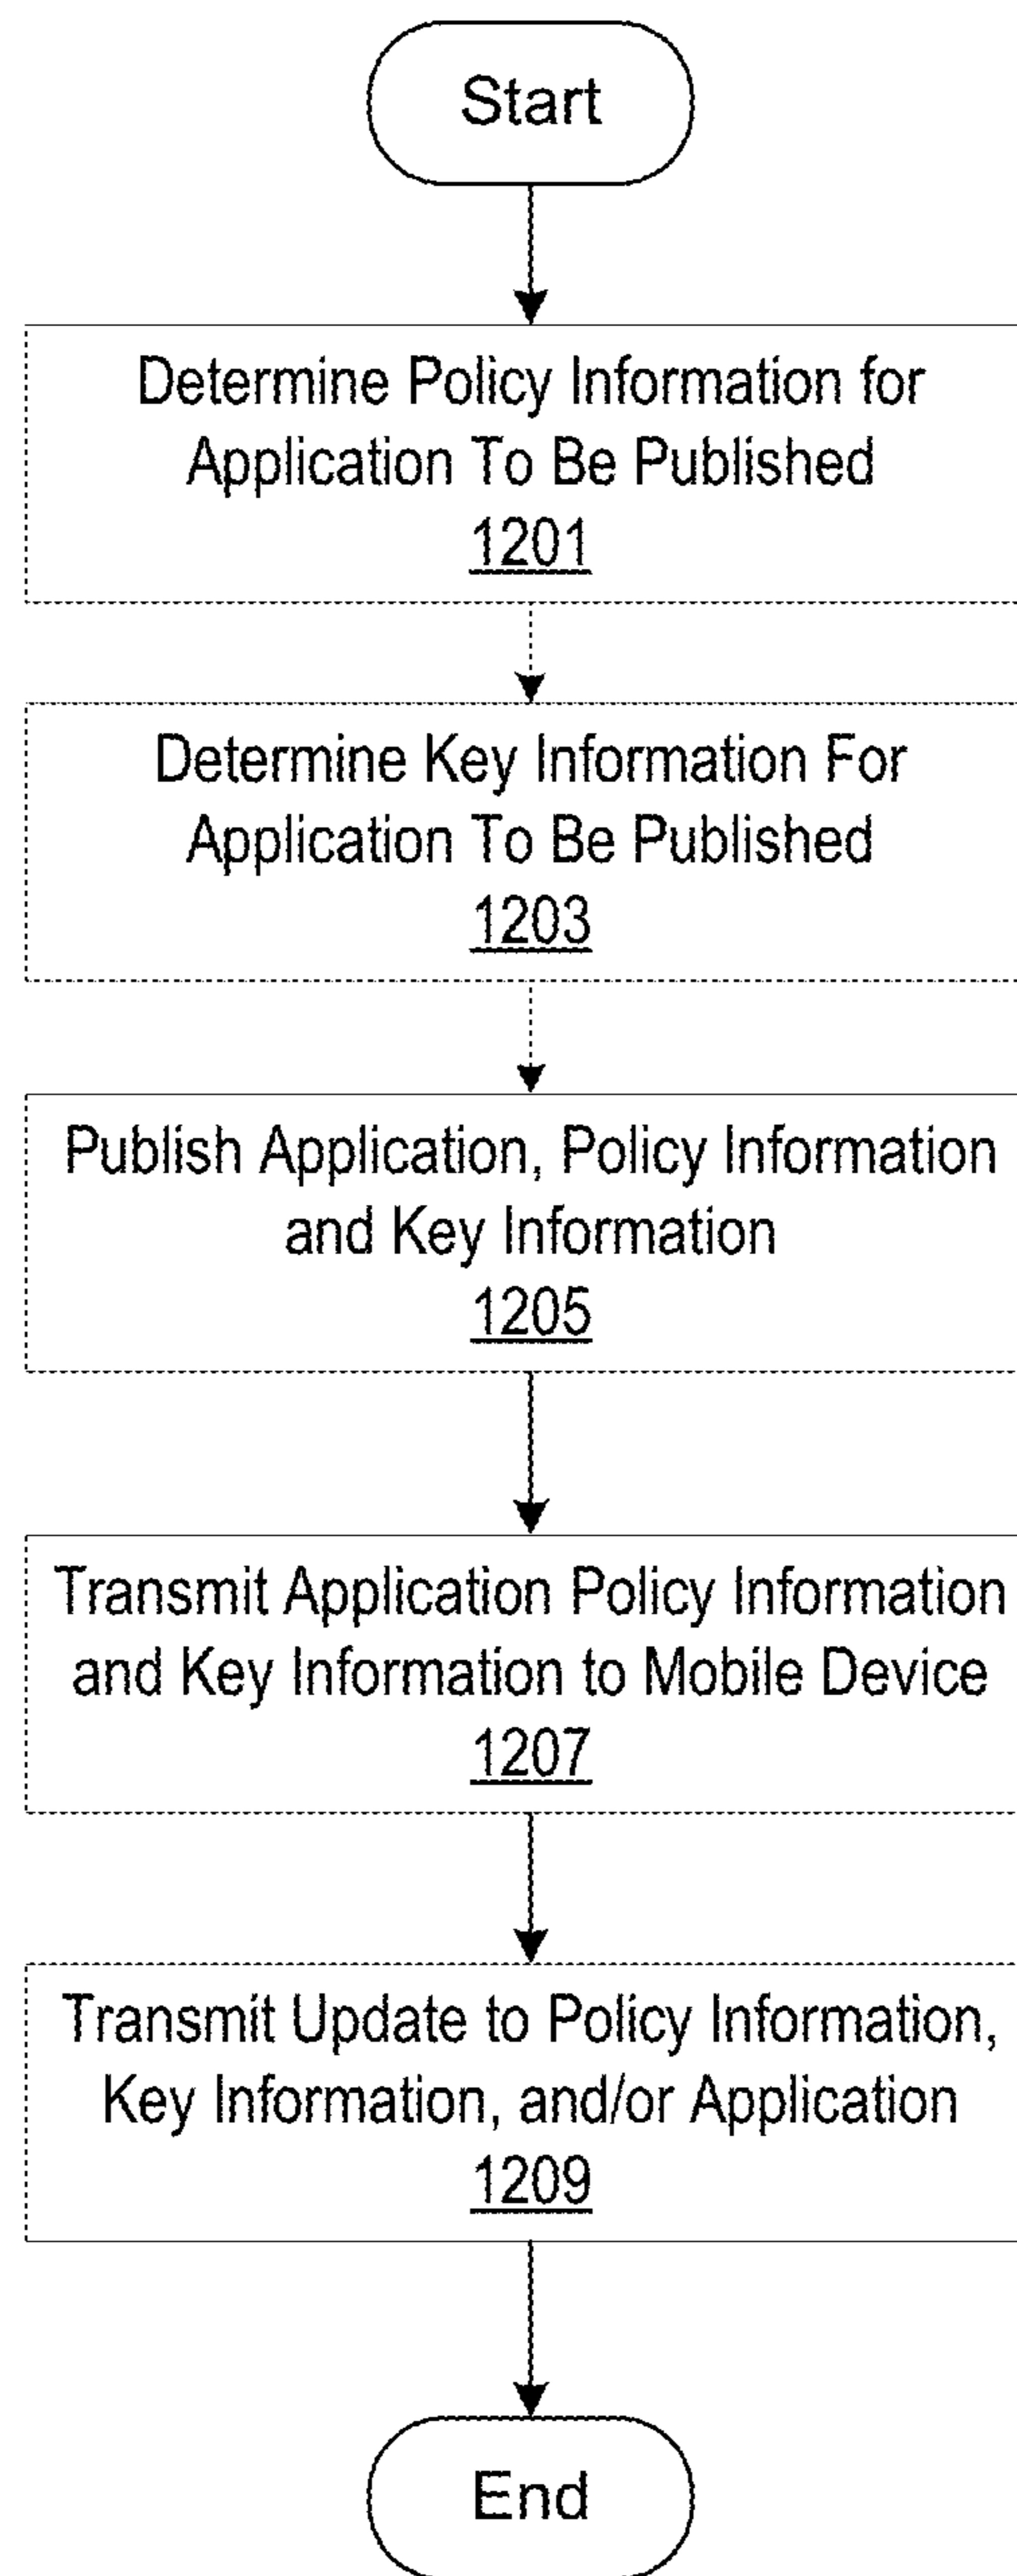 Start
Determine Policy Information for
Application To Be Published
1201
Determine Key Information For
Application To Be Published
1203
Publish Application, Policy Information
and Key Information
1205
Transmit Application Policy Information
and Key Information to Mobile Device
1207
Transmit Update to Policy Information,
Key Information, and/or Application
1209
End